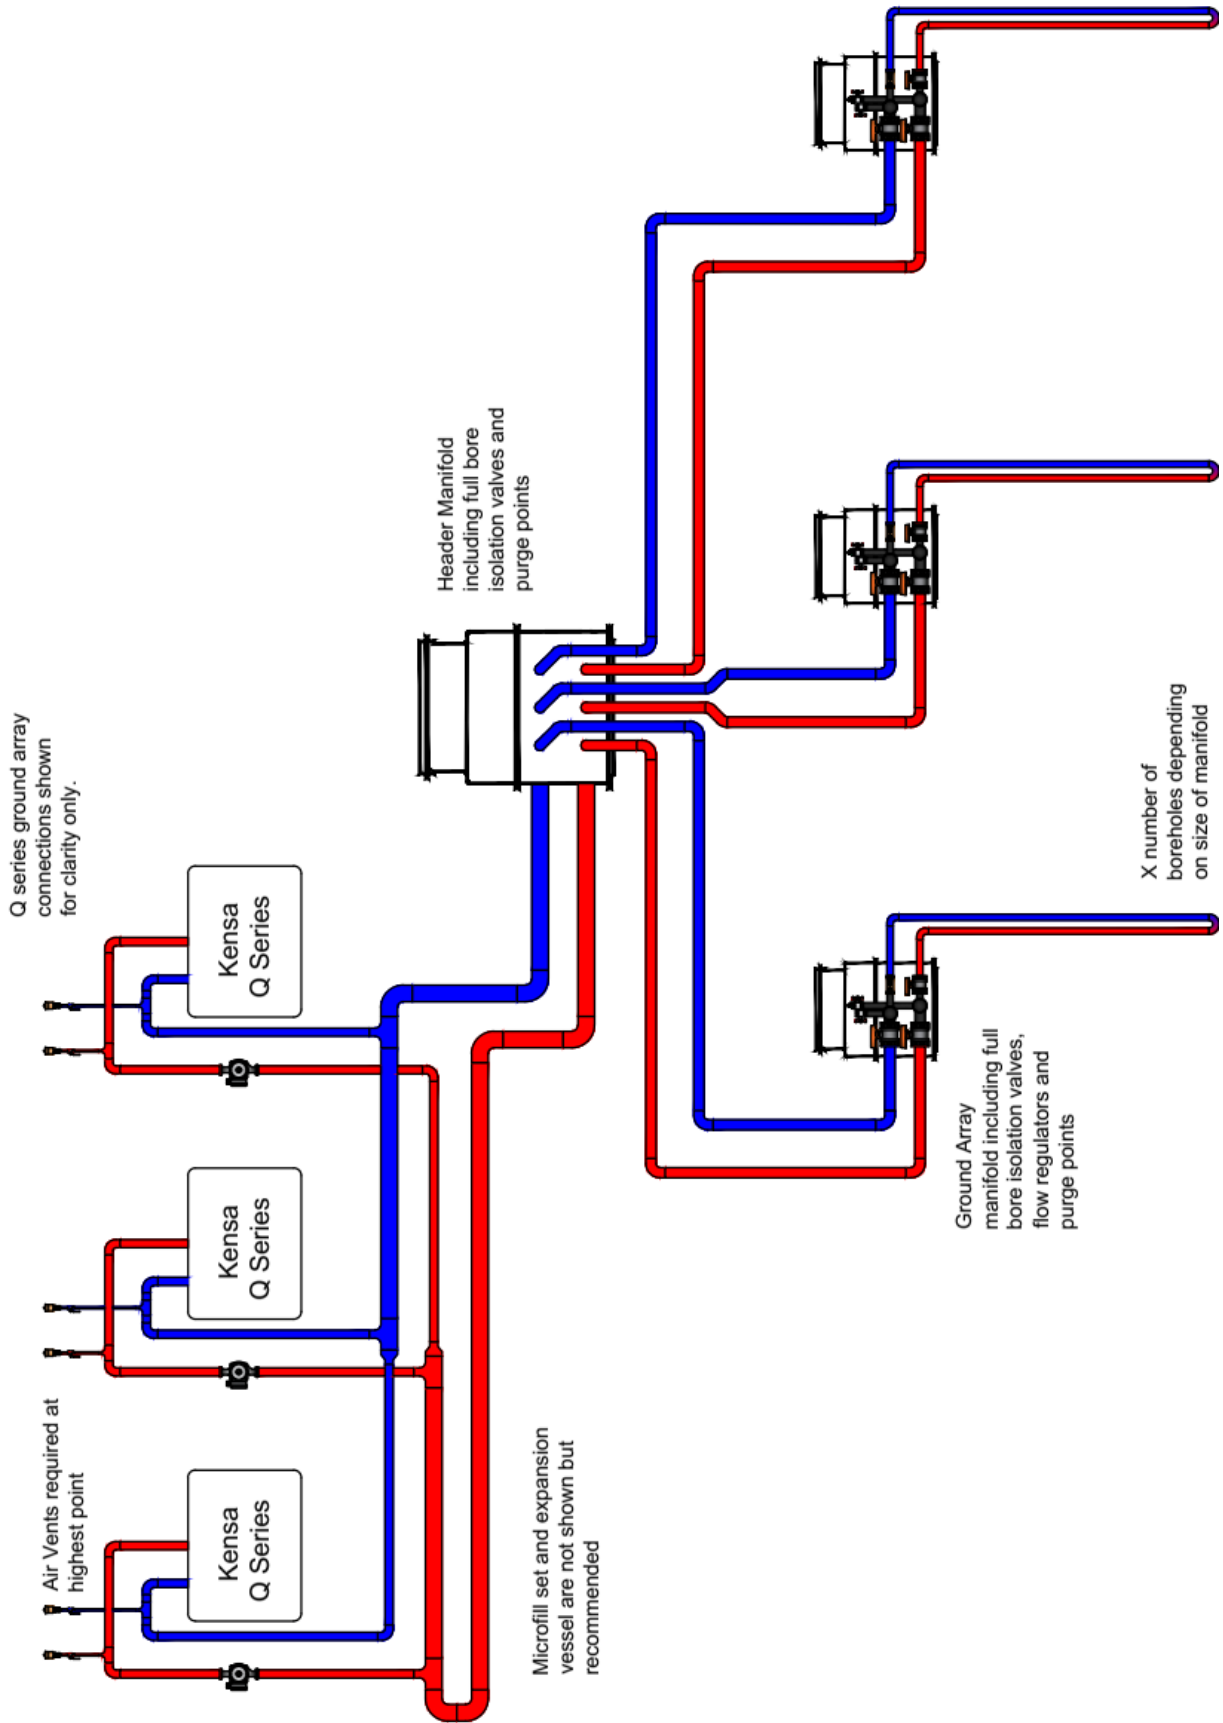 Air Vents required at
highest point
Q series ground array
connections shown
for clarity only.
Kensa
Q Series
Kensa
Q Series
Kensa
Q Series
Header Manifold
including full bore
isolation valves and
purge points
Microfill set and expansion
vessel are not shown but
recommended
Ground Array
manifold including full
bore isolation valves,
flow regulators and
purge points
X number of
boreholes depending
on size of manifold